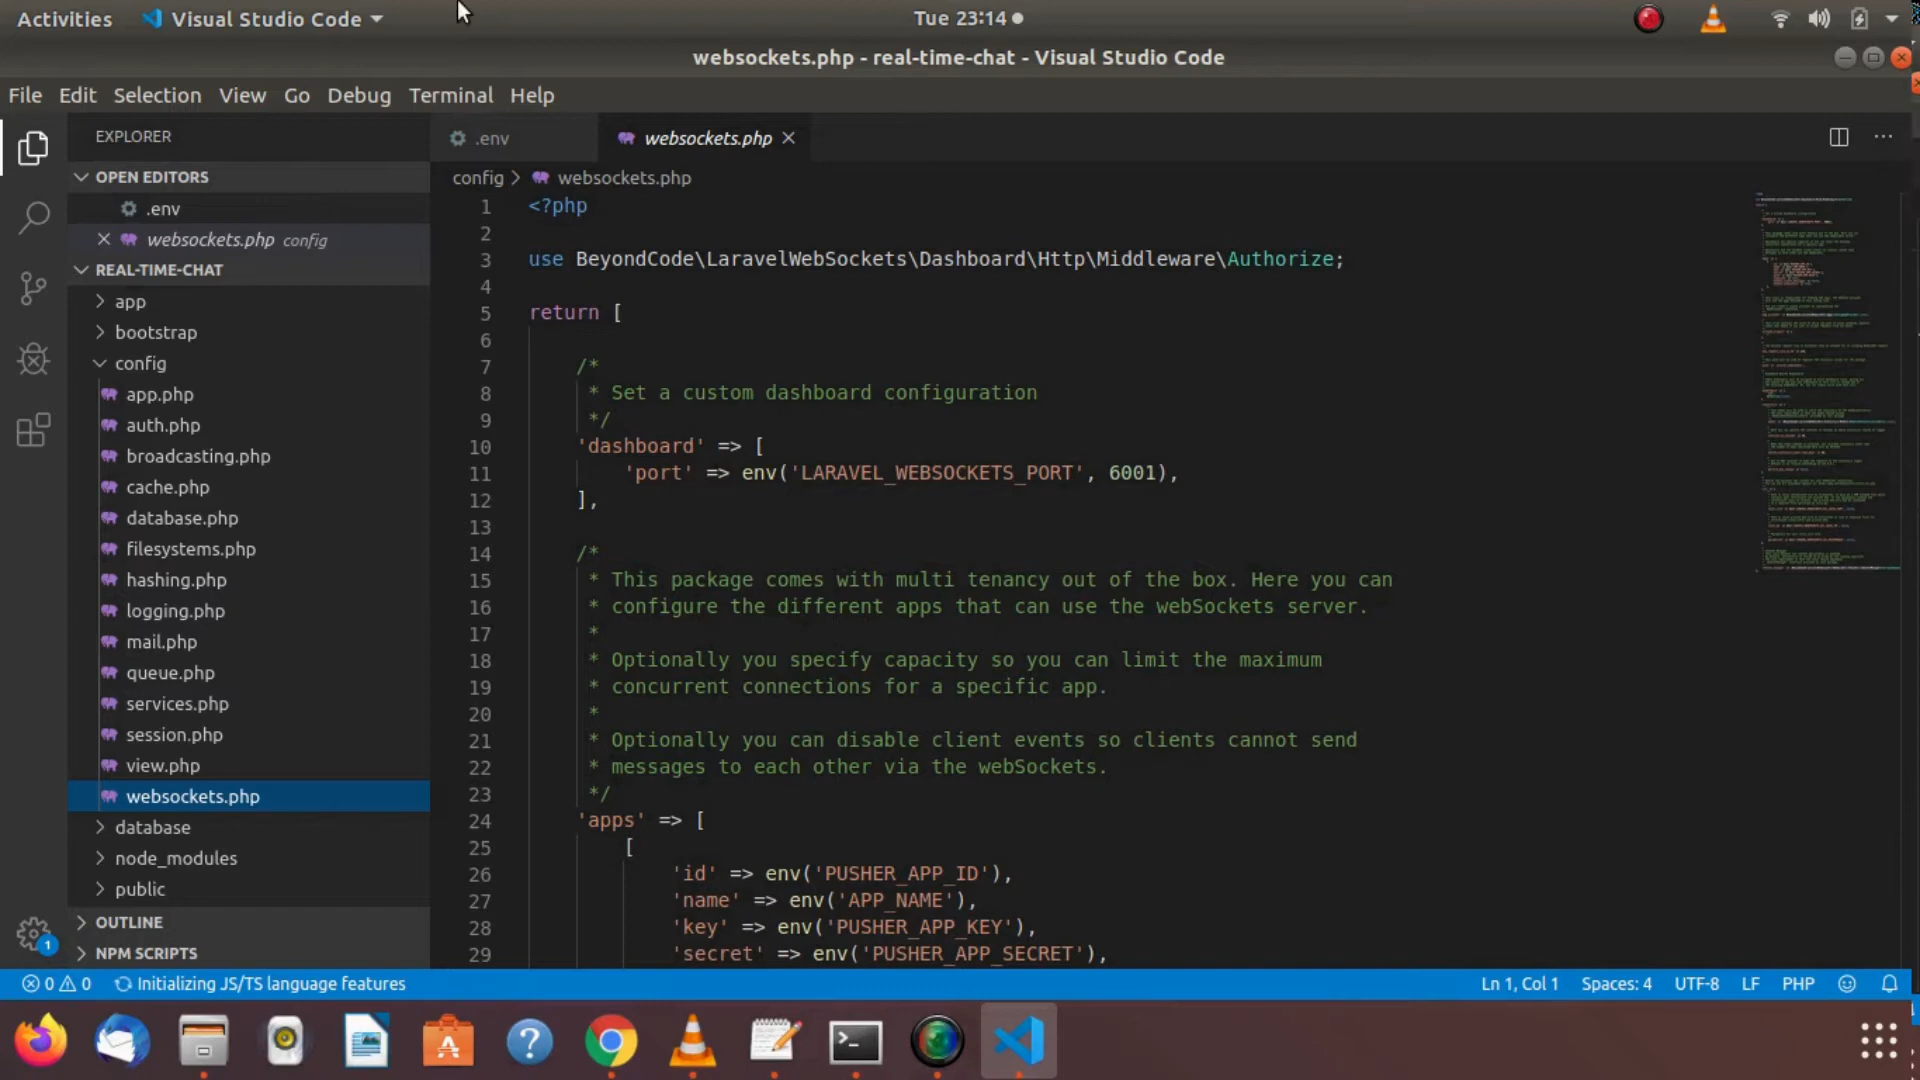 Activities
Visual Studio Code
Tue 23:14
websockets.php - real-time-chat - Visual Studio Code
File Edit Selection View Go Debug Terminal Help
EXPLORER
OPEN EDITORS
.env
websockets.php config
REAL-TIME-CHAT
app
bootstrap
config
app.php
auth.php
broadcasting.php
cache.php
database.php
filesystems.php
hashing.php
logging.php
mail.php
queue.php
services.php
session.php
view.php
websockets.php
database
node_modules
public
OUTLINE
NPM SCRIPTS
1
.env
websockets.php
config > websockets.php
1 <?php
2
3 use BeyondCode\LaravelWebSockets\Dashboard\Http\Middleware\Authorize;
4
5 return [
6
7 /*
8 * Set a custom dashboard configuration
9 */
10 'dashboard' => [
11 'port' => env('LARAVEL_WEBSOCKETS_PORT', 6001),
12 ],
13
14 /*
15 * This package comes with multi tenancy out of the box. Here you can
16 * configure the different apps that can use the webSockets server.
17 *
18 * Optionally you specify capacity so you can limit the maximum
19 * concurrent connections for a specific app.
20 *
21 * Optionally you can disable client events so clients cannot send
22 * messages to each other via the webSockets.
23 */
24 'apps' => [
25 [
26 'id' => env('PUSHER_APP_ID'),
27 'name' => env('APP_NAME'),
28 'key' => env('PUSHER_APP_KEY'),
29 'secret' => env('PUSHER_APP_SECRET'),
0 0 Initializing JS/TS language features
Ln 1, Col 1 Spaces: 4 UTF-8 LF PHP